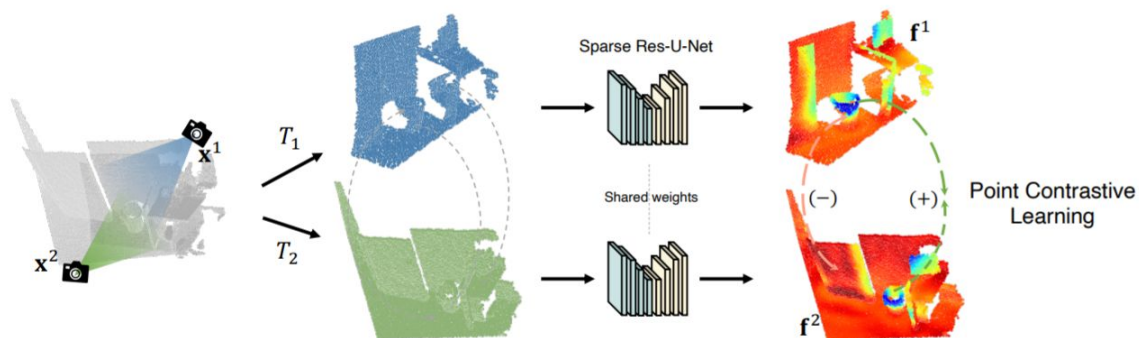 Sparse Res-U-Net
f¹
x¹
T₁
(−)
(+)
Point Contrastive
Learning
Shared weights
x²
T₂
f²